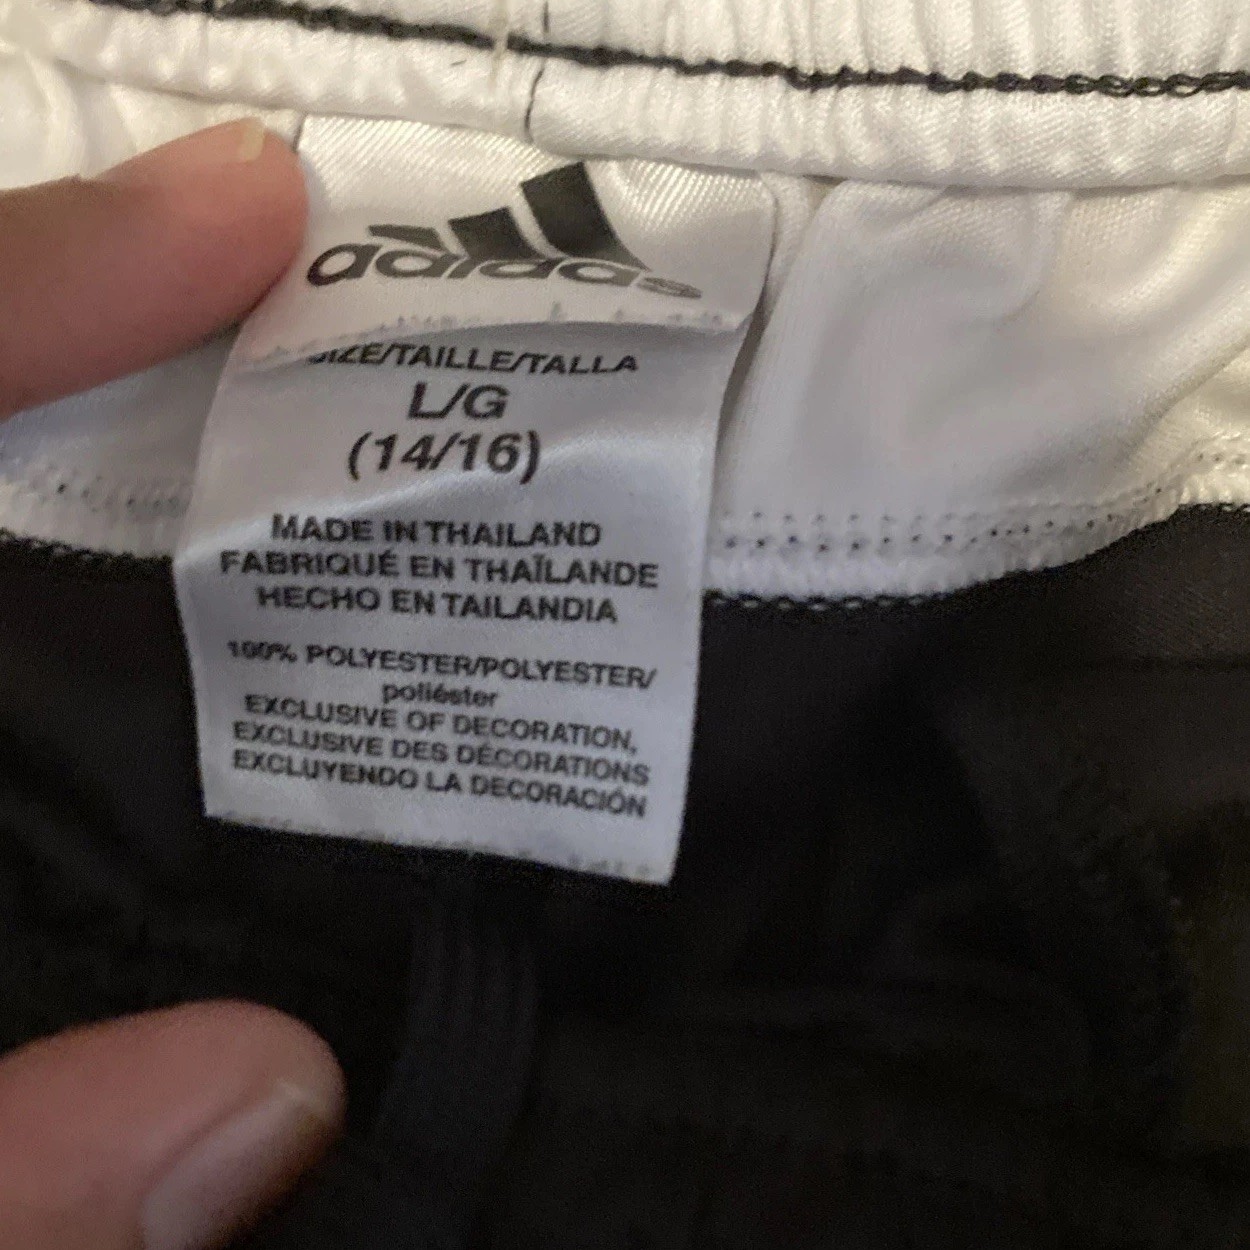 adidas
SIZE/TAILLE/TALLA
L/G
(14/16)
MADE IN THAILAND
FABRIQUÉ EN THAÏLANDE
HECHO EN TAILANDIA
100% POLYESTER/POLYESTER/
poliéster
EXCLUSIVE OF DECORATION,
EXCLUSIVE DES DÉCORATIONS
EXCLUYENDO LA DECORACIÓN